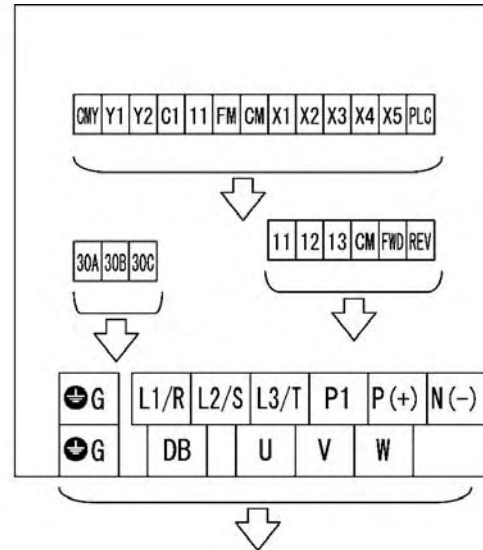 CMY Y1 Y2 C1 11 FM CM X1 X2 X3 X4 X5 PLC
11 12 13 CM FWD REV
30A 30B 30C
G L1/R L2/S L3/T P1 P(+) N(-)
G DB U V W